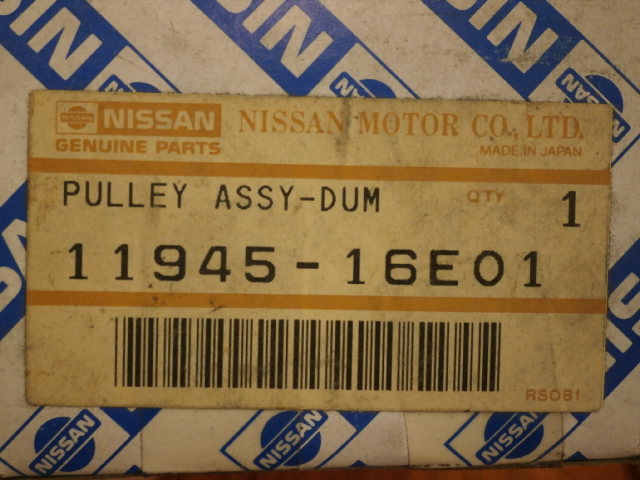 NISSAN
GENUINE PARTS
NISSAN MOTOR CO., LTD.
MADE IN JAPAN
PULLEY ASSY-DUM
QTY 1
11945-16E01
RSOB1